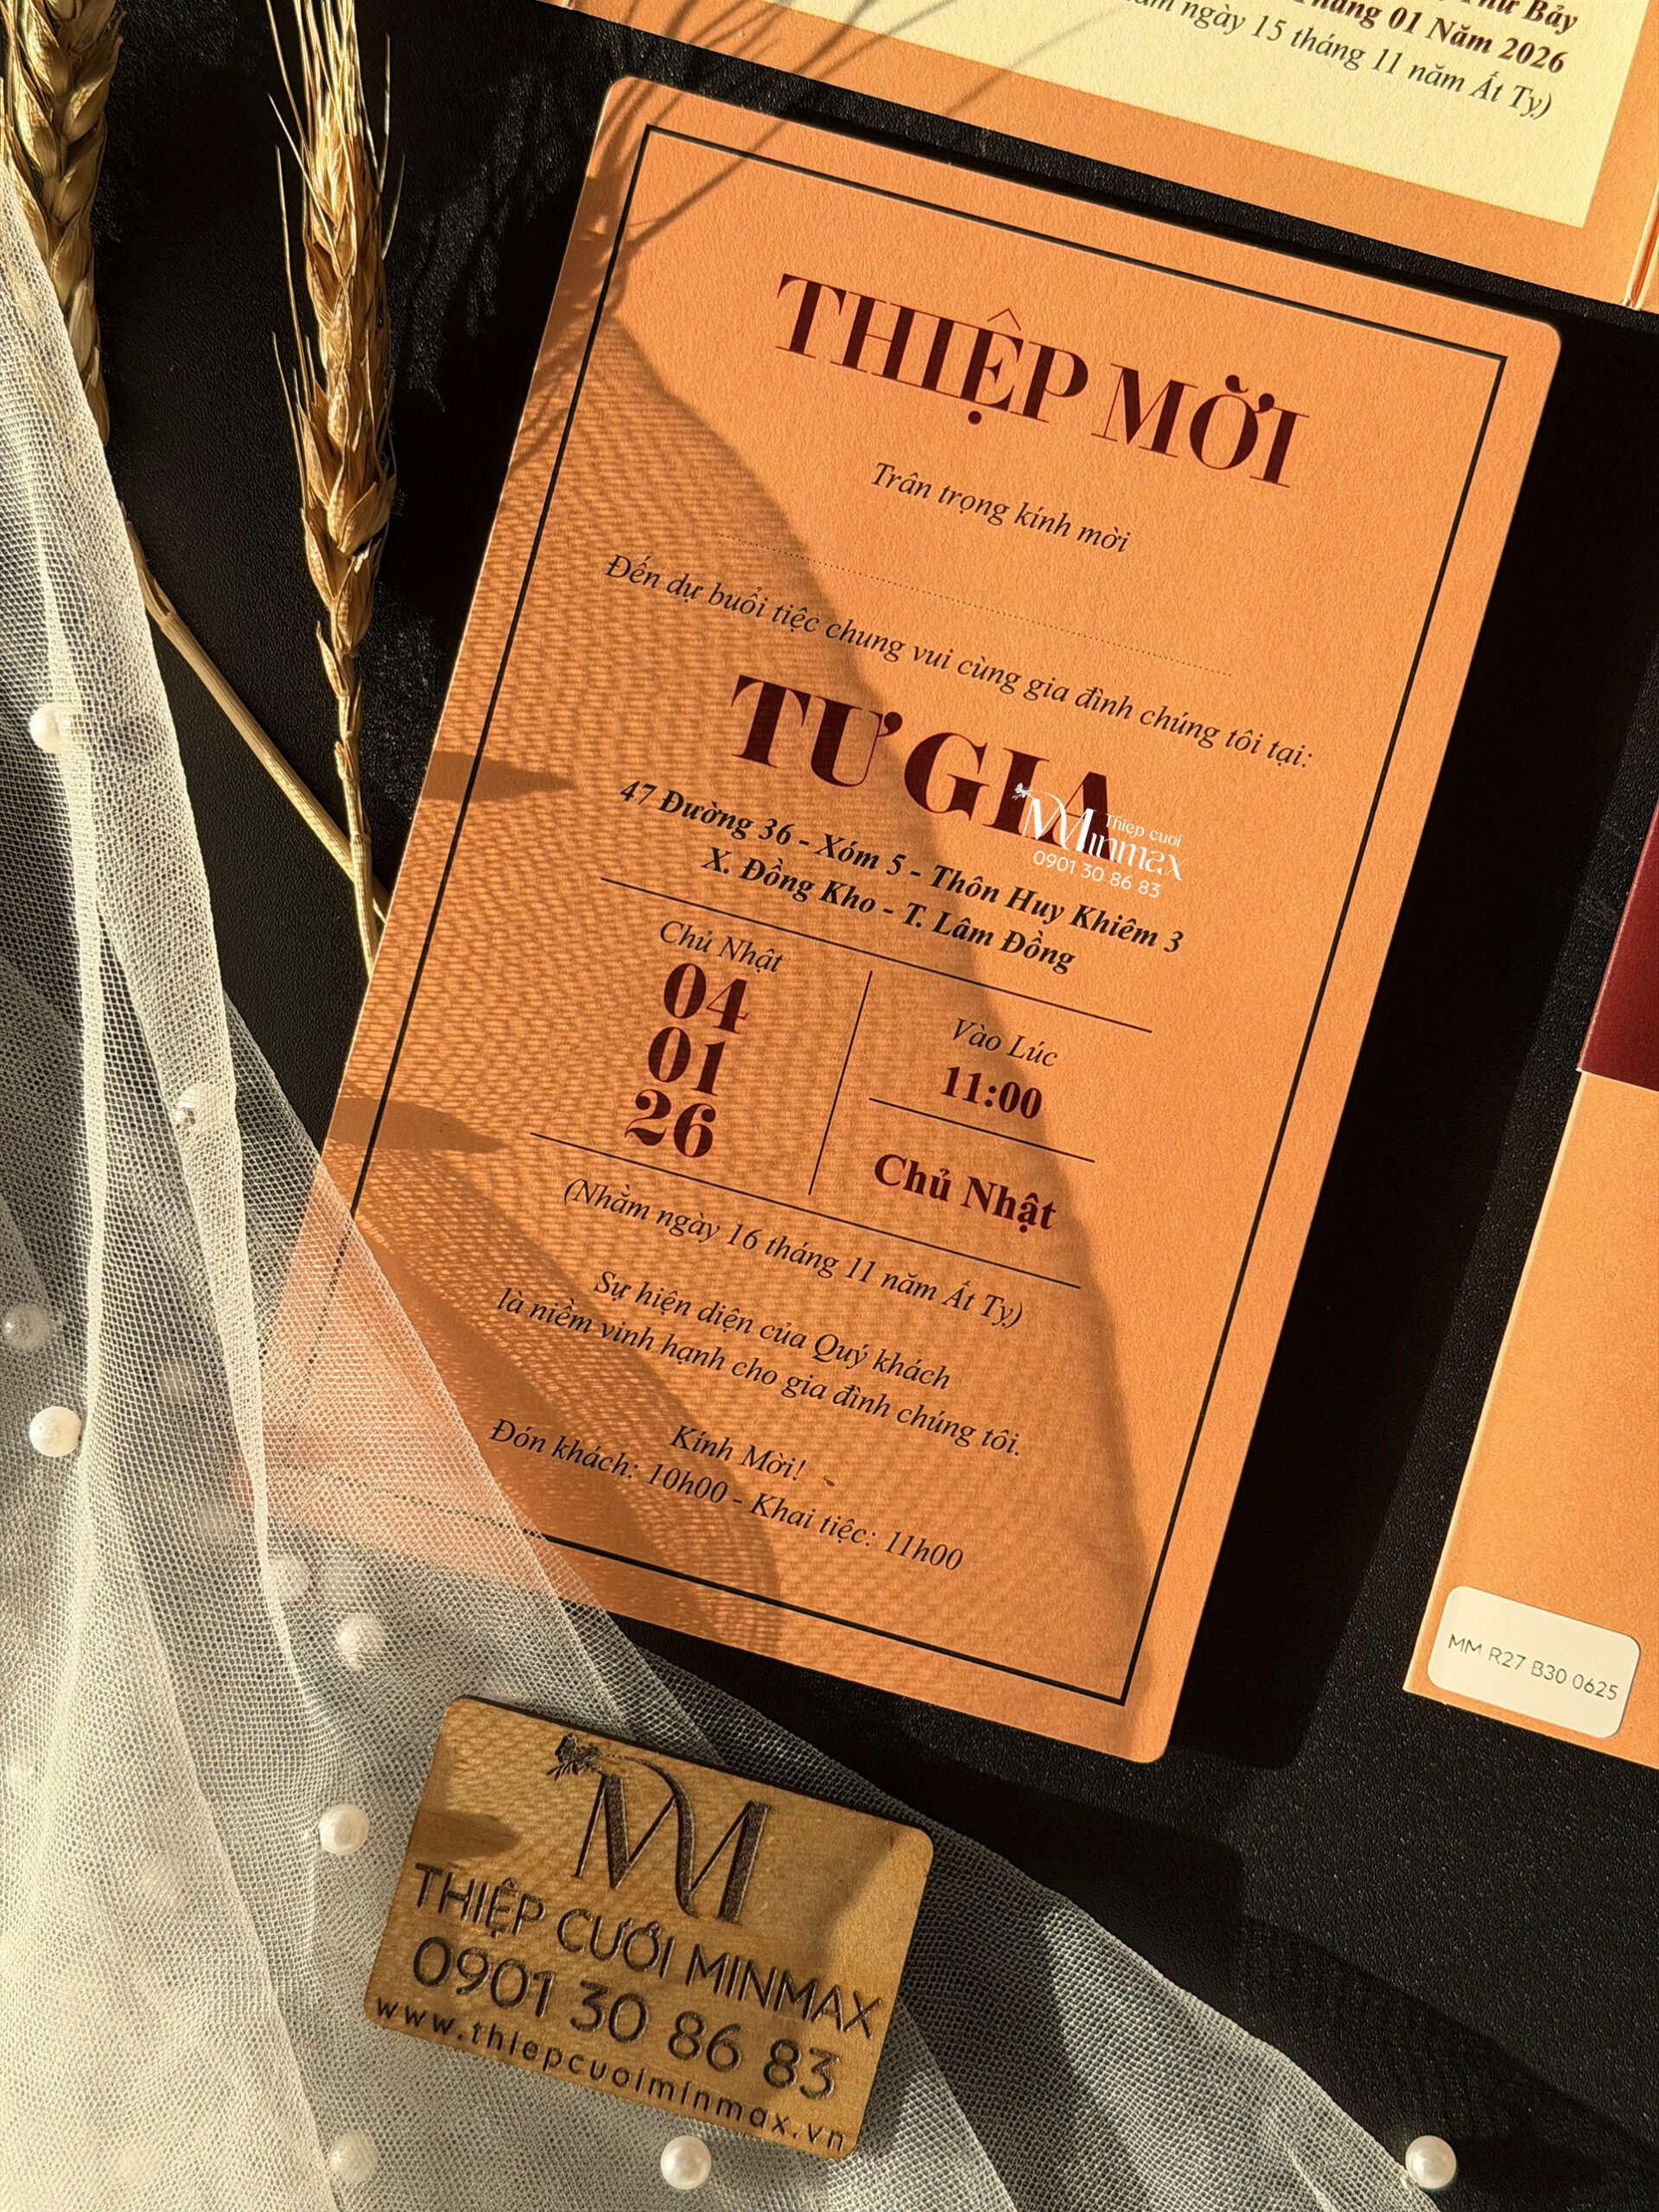 Thứ Bảy
Tháng 01 Năm 2026
ngày 15 tháng 11 năm Ất Tỵ)
THIỆP MỜI
Trân trọng kính mời
Đến dự buổi tiệc chung vui cùng gia đình chúng tôi tại:
TƯ GIA
47 Đường 36 - Xóm 5 - Thôn Huy Khiêm 3
X. Đồng Kho - T. Lâm Đồng
Thiep cuoi
Minmax
0901 30 86 83
Chủ Nhật
04
01
26
Vào Lúc
11:00
Chủ Nhật
(Nhằm ngày 16 tháng 11 năm Ất Tỵ)
Sự hiện diện của Quý khách
là niềm vinh hạnh cho gia đình chúng tôi.
Kính Mời!
Đón khách: 10h00 - Khai tiệc: 11h00
MM R27 B30 0625
M
THIỆP CƯỚI MINMAX
0901 30 86 83
www.thiepcuoiminmax.vn